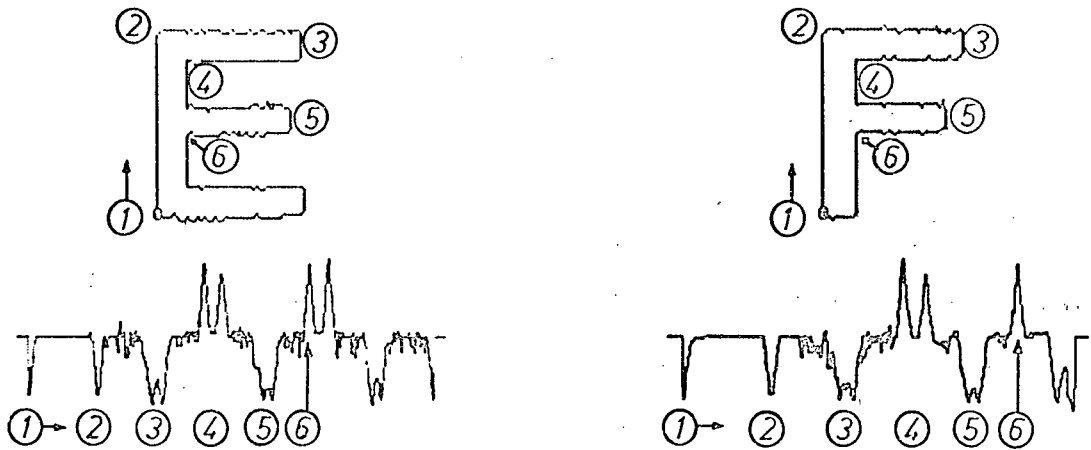 ② ③ ② ③
④ ④
⑤ ⑤
⑥ ⑥
① ①
① ② ③ ④ ⑤ ⑥ ① ② ③ ④ ⑤ ⑥